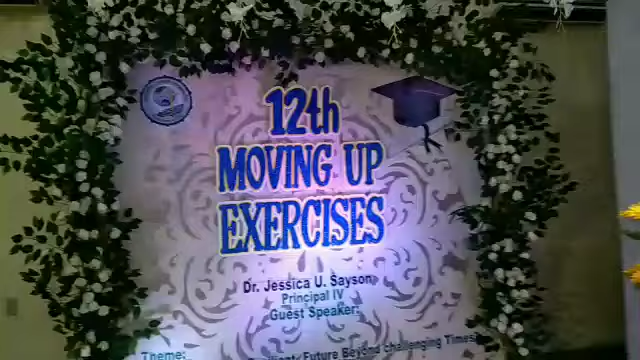 12th
MOVING UP
EXERCISES
Dr. Jessica U. Sayson
Principal IV
Guest Speaker:
Theme:
Future Beyond challenging Times